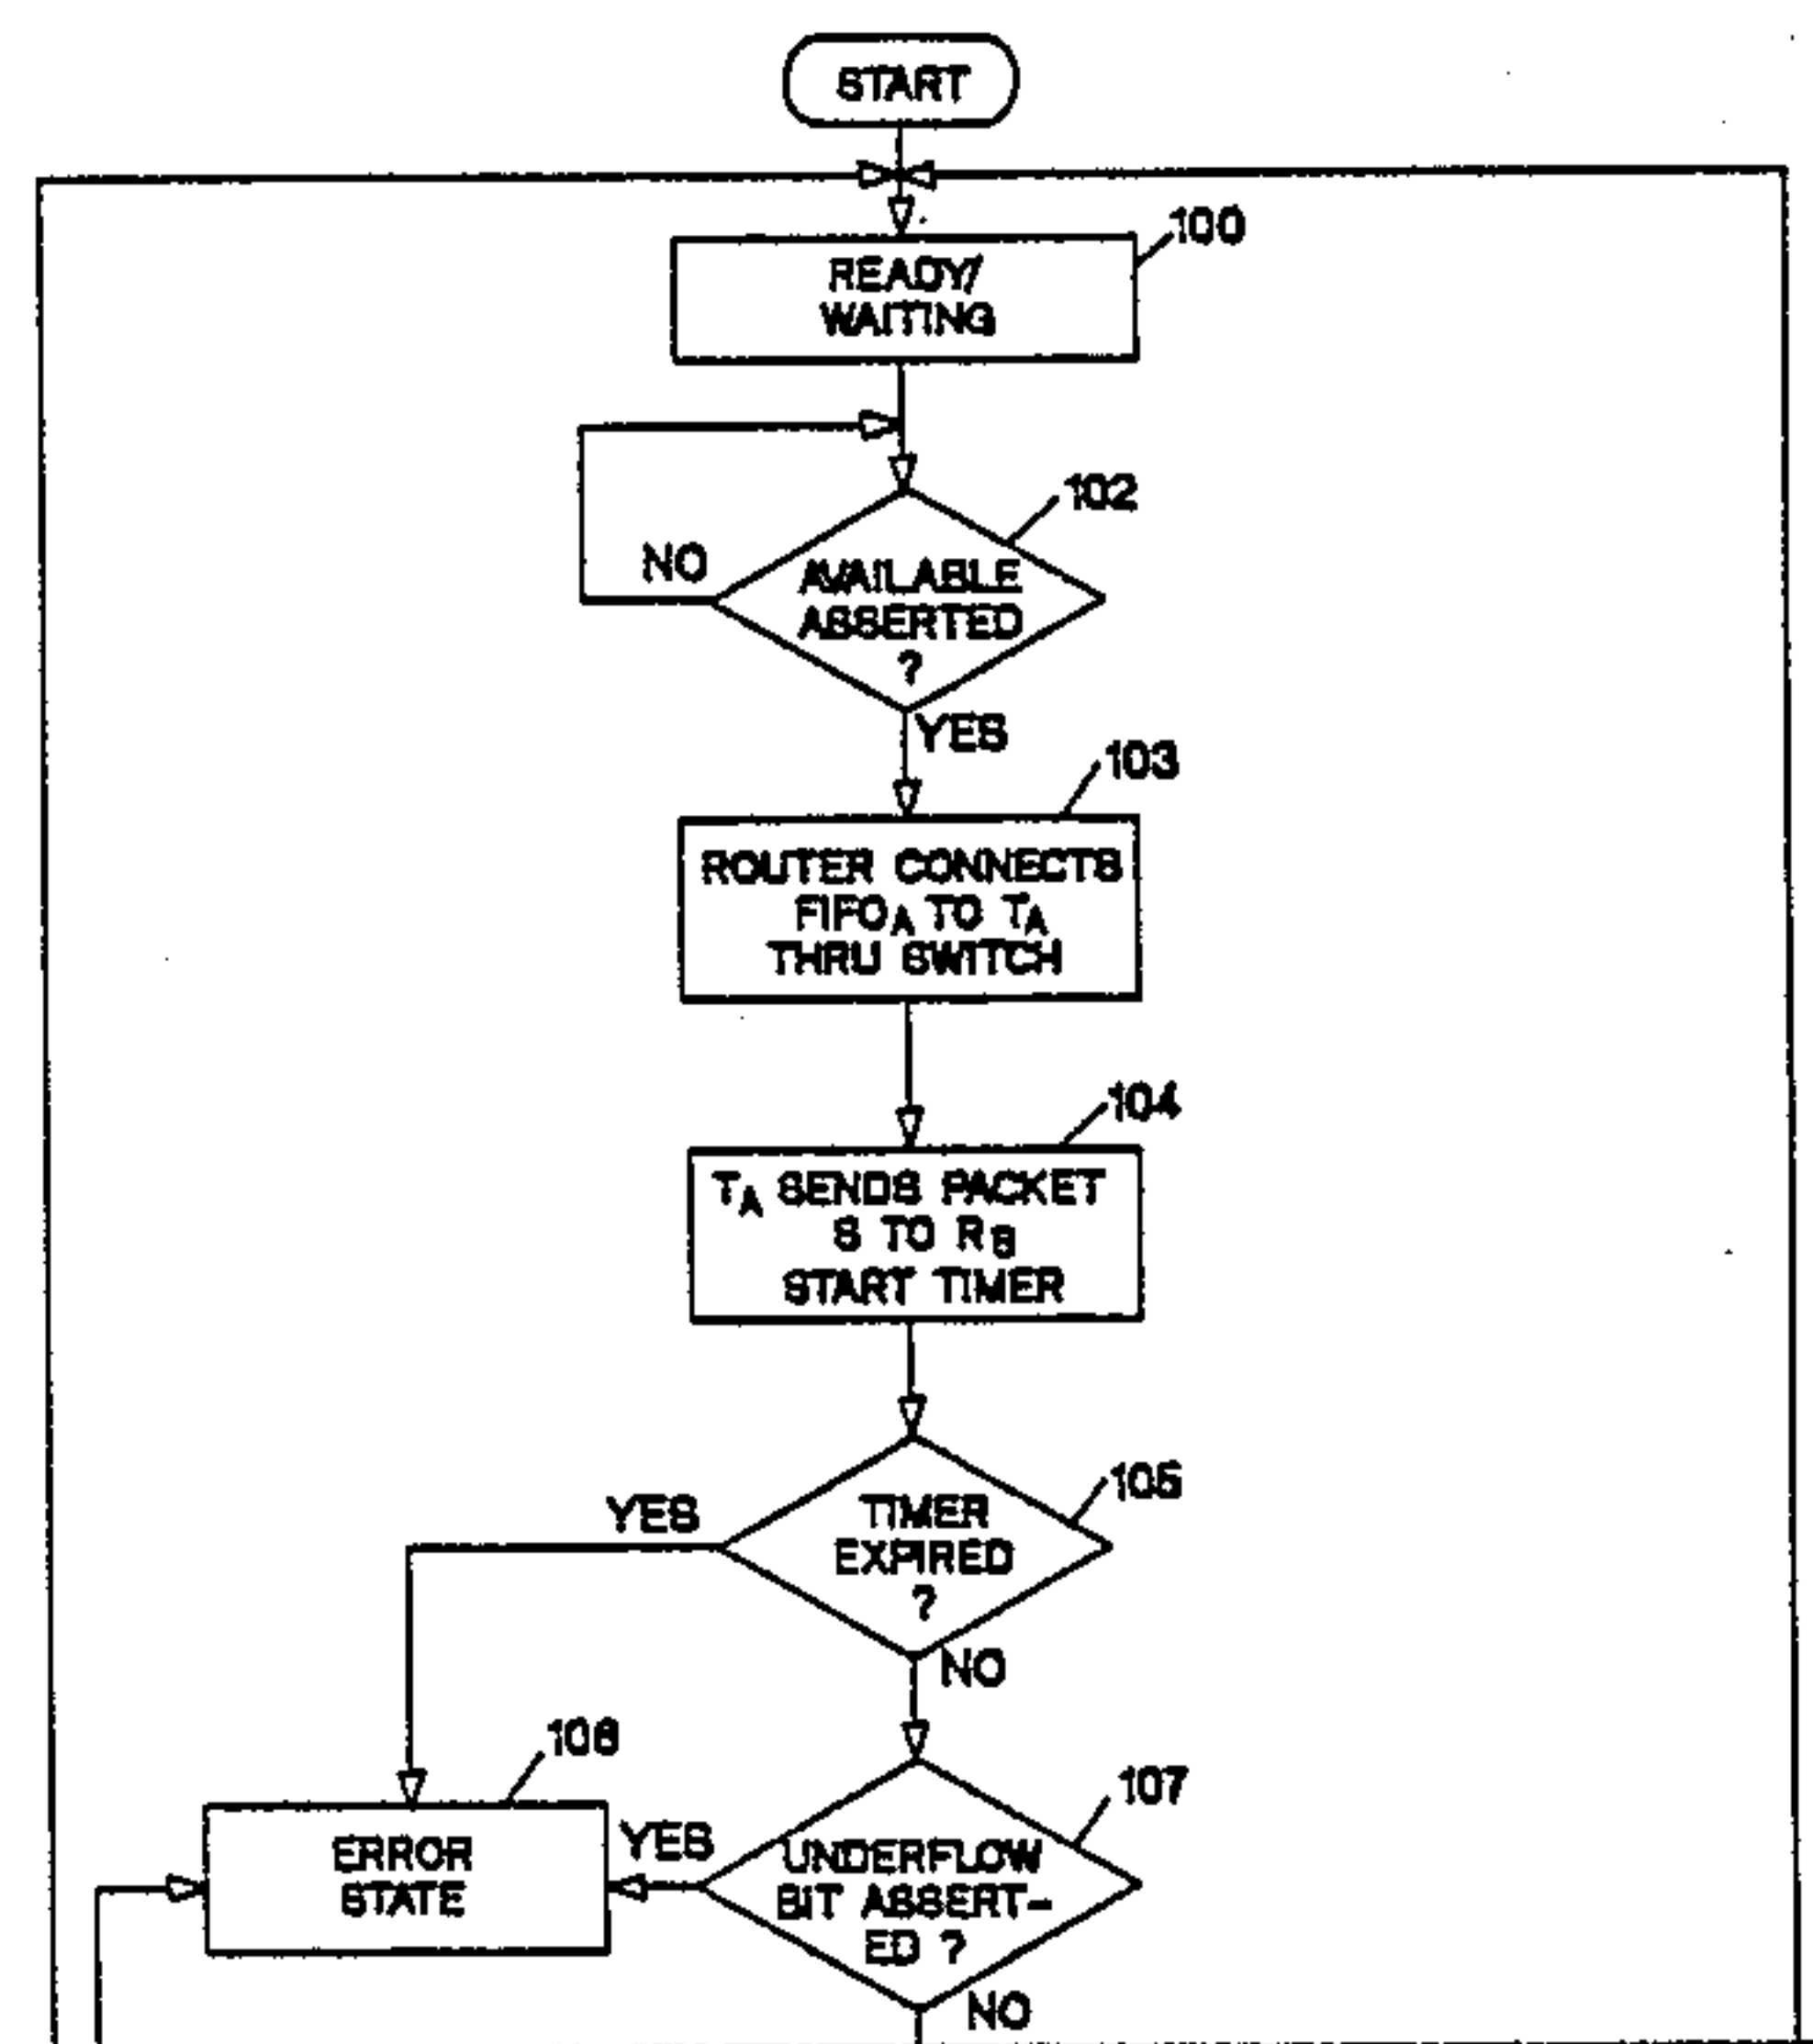 START
100
READY/
WAITING
102
NO
AVAILABLE
ASSERTED
?
YES
103
ROUTER CONNECTS
FIFOA TO TA
THRU SWITCH
104
TA SENDS PACKET
S TO RB
START TIMER
105
YES
TIMER
EXPIRED
?
NO
106
107
ERROR
STATE
YES
UNDERFLOW
BIT ASSERT-
ED ?
NO